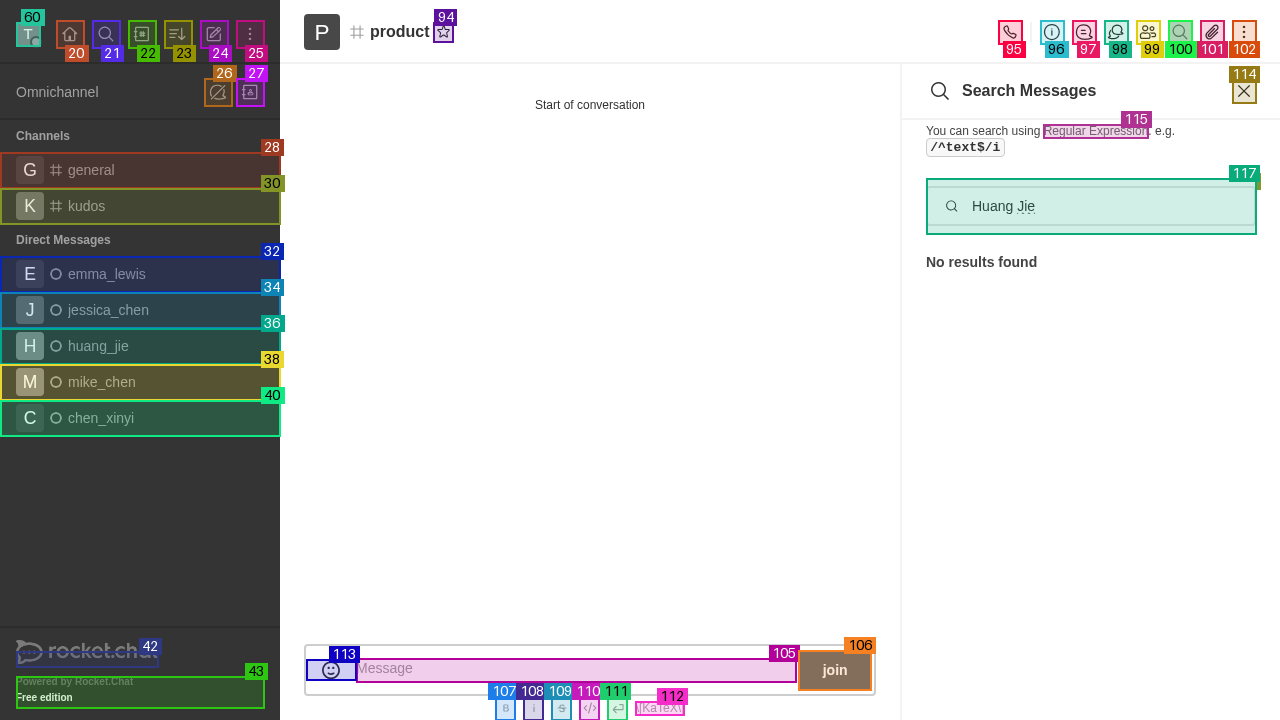 60
T
20
21
22
23
24
25
P
product
94
95
96
97
98
99
100
101
102
Omnichannel
26
27
Start of conversation
Search Messages
114
Channels
You can search using Regular Expression. e.g.
115
/^text$/i
28
G general
30
K kudos
117
Huang Jie
Direct Messages
No results found
32
E emma_lewis
34
J jessica_chen
36
H huang_jie
38
M mike_chen
40
C chen_xinyi
42
rocket.chat
43
Powered by Rocket.Chat
Free edition
113
Message
105
106
join
107
108
109
110
111
112
B
i
S
</>
\[KaTeX\]